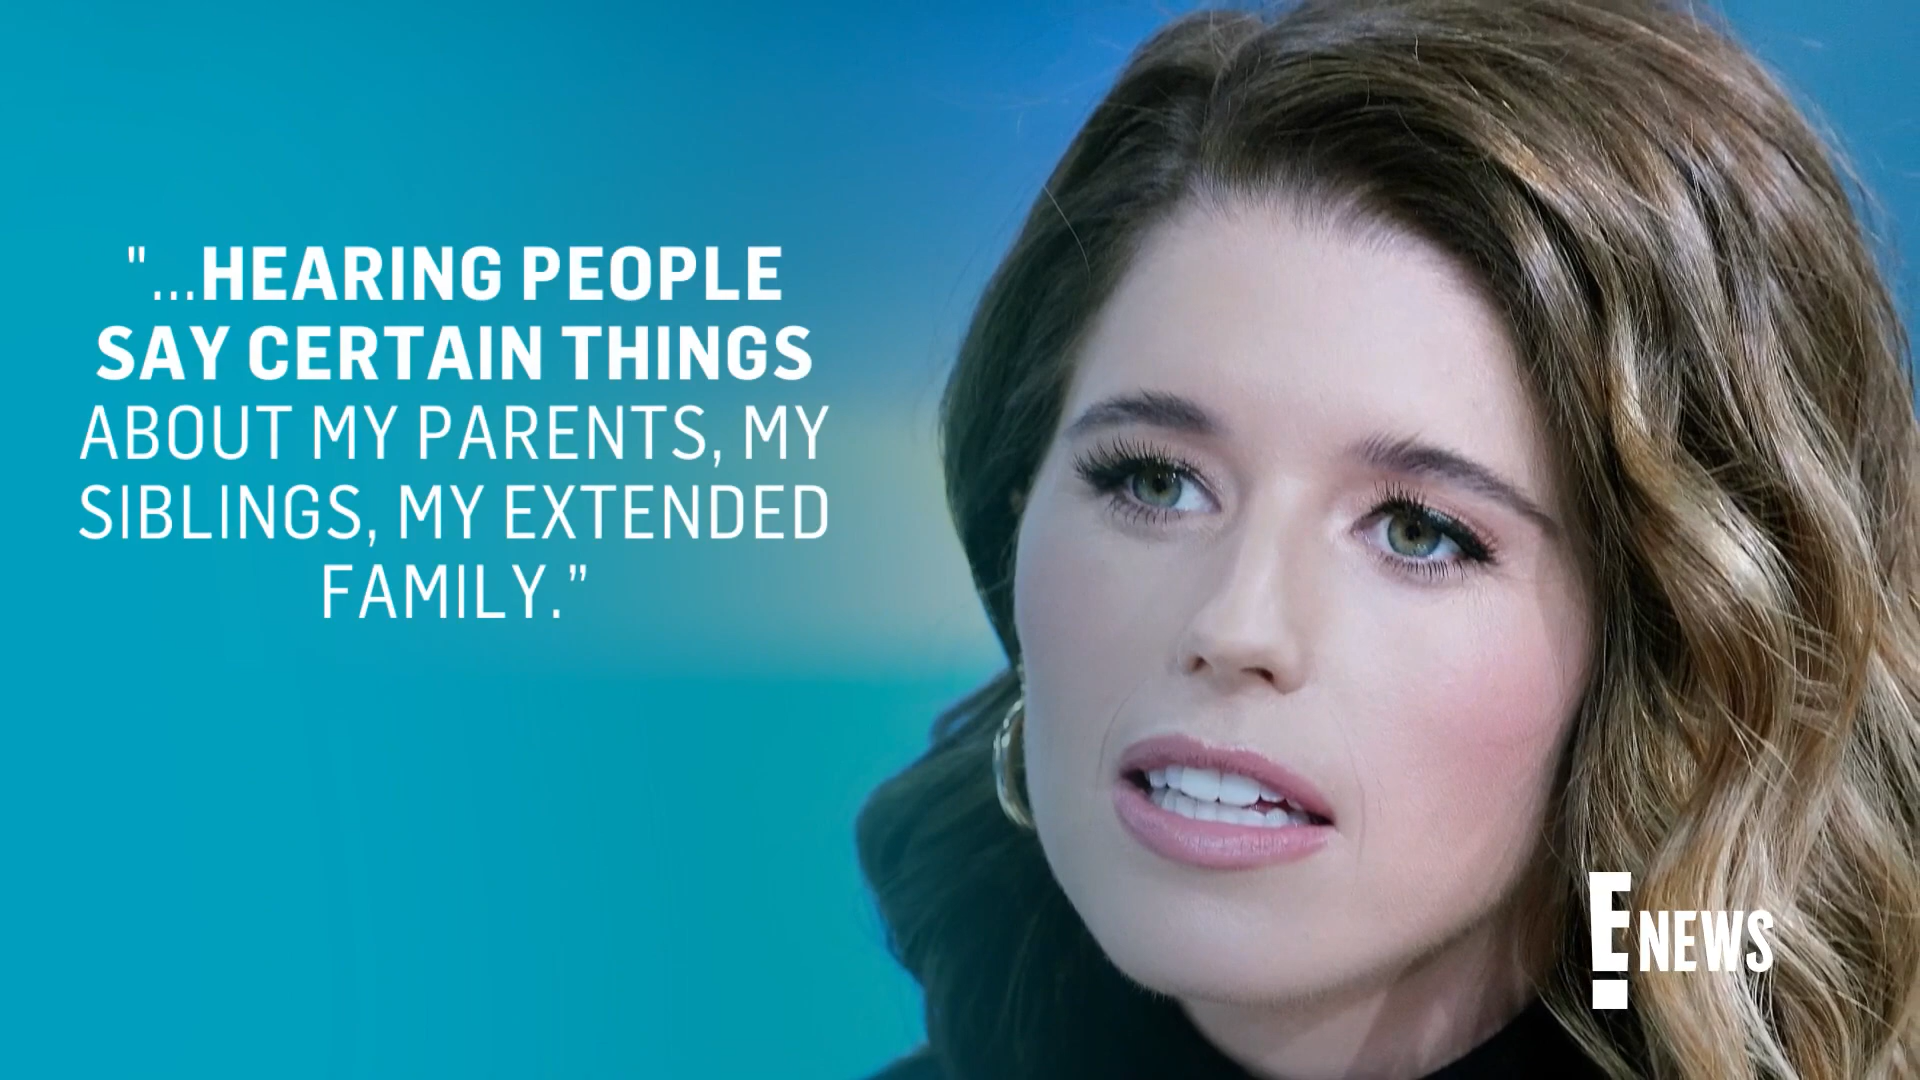 "...HEARING PEOPLE
SAY CERTAIN THINGS
ABOUT MY PARENTS, MY
SIBLINGS, MY EXTENDED
FAMILY.”
E NEWS